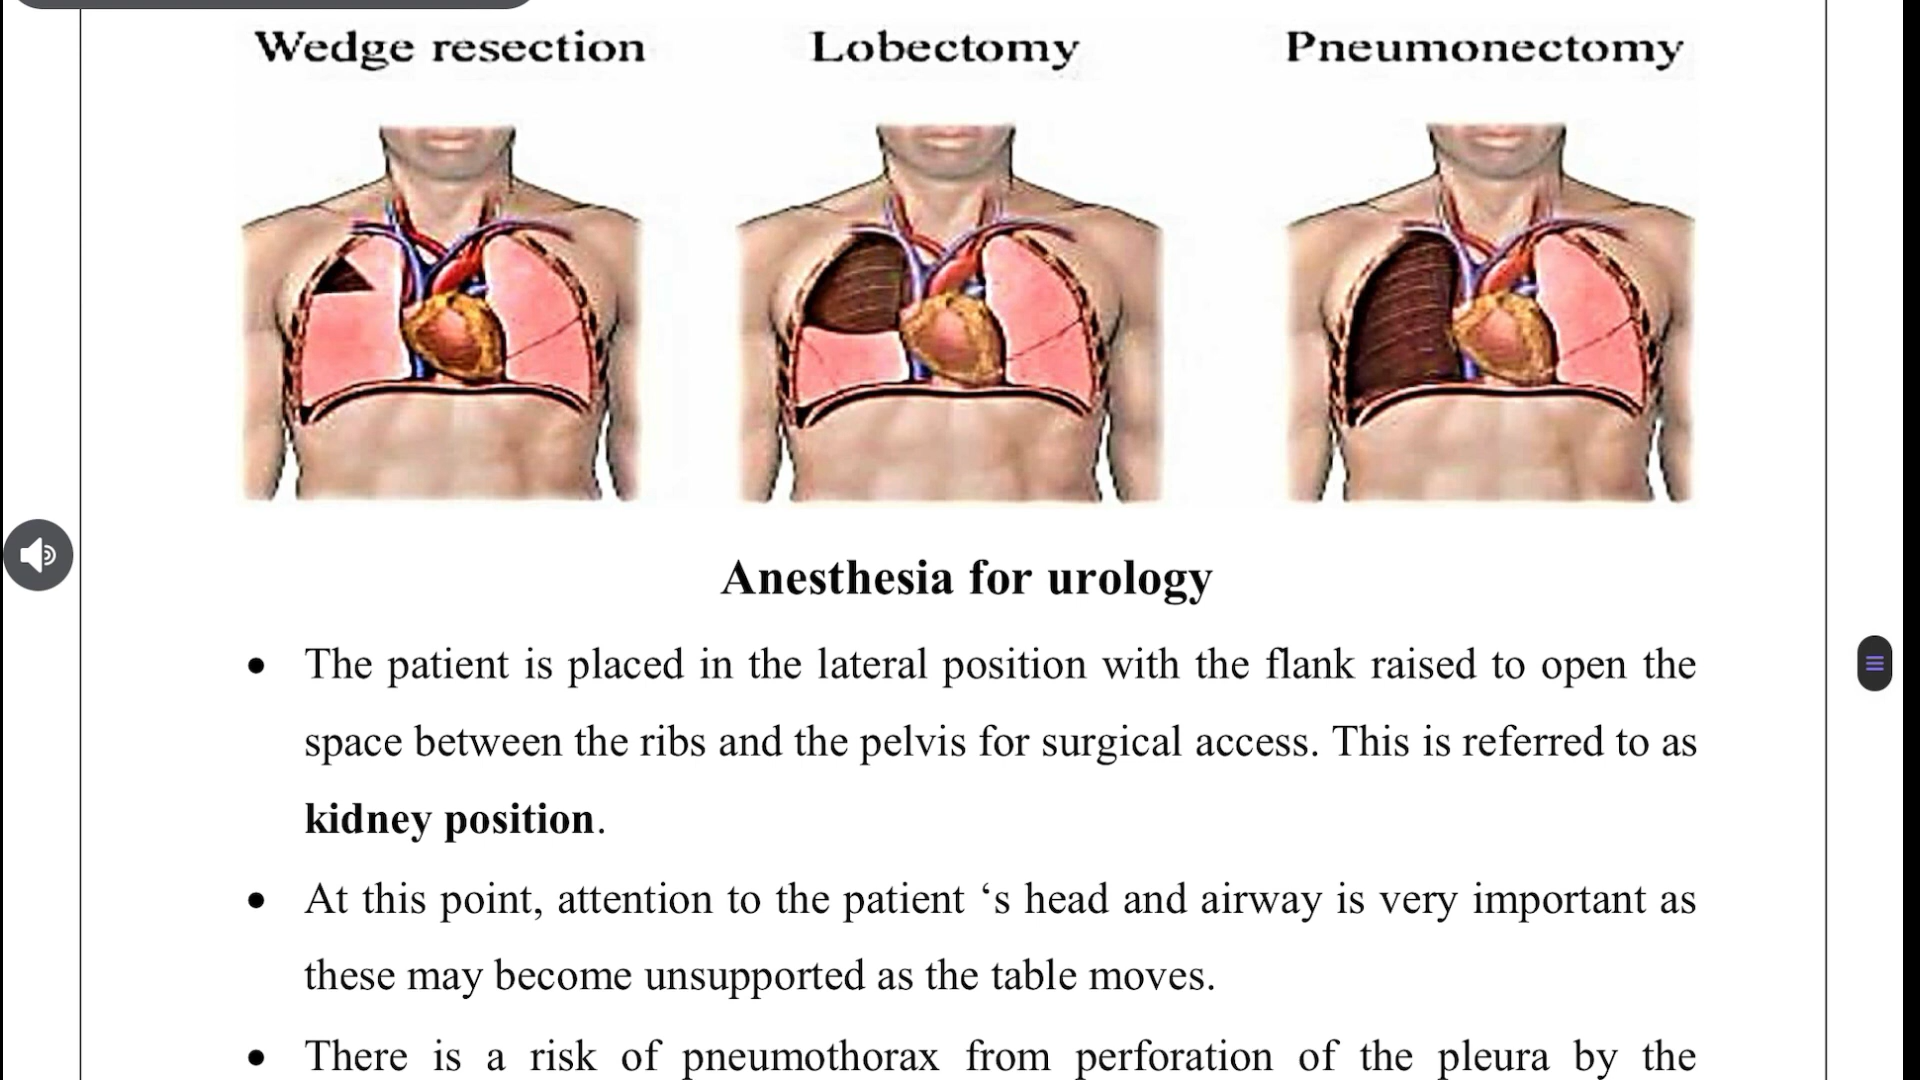 Wedge resection
Lobectomy
Pneumonectomy
Anesthesia for urology
• The patient is placed in the lateral position with the flank raised to open the
space between the ribs and the pelvis for surgical access. This is referred to as
kidney position.
• At this point, attention to the patient ‘s head and airway is very important as
these may become unsupported as the table moves.
• There is a risk of pneumothorax from perforation of the pleura by the